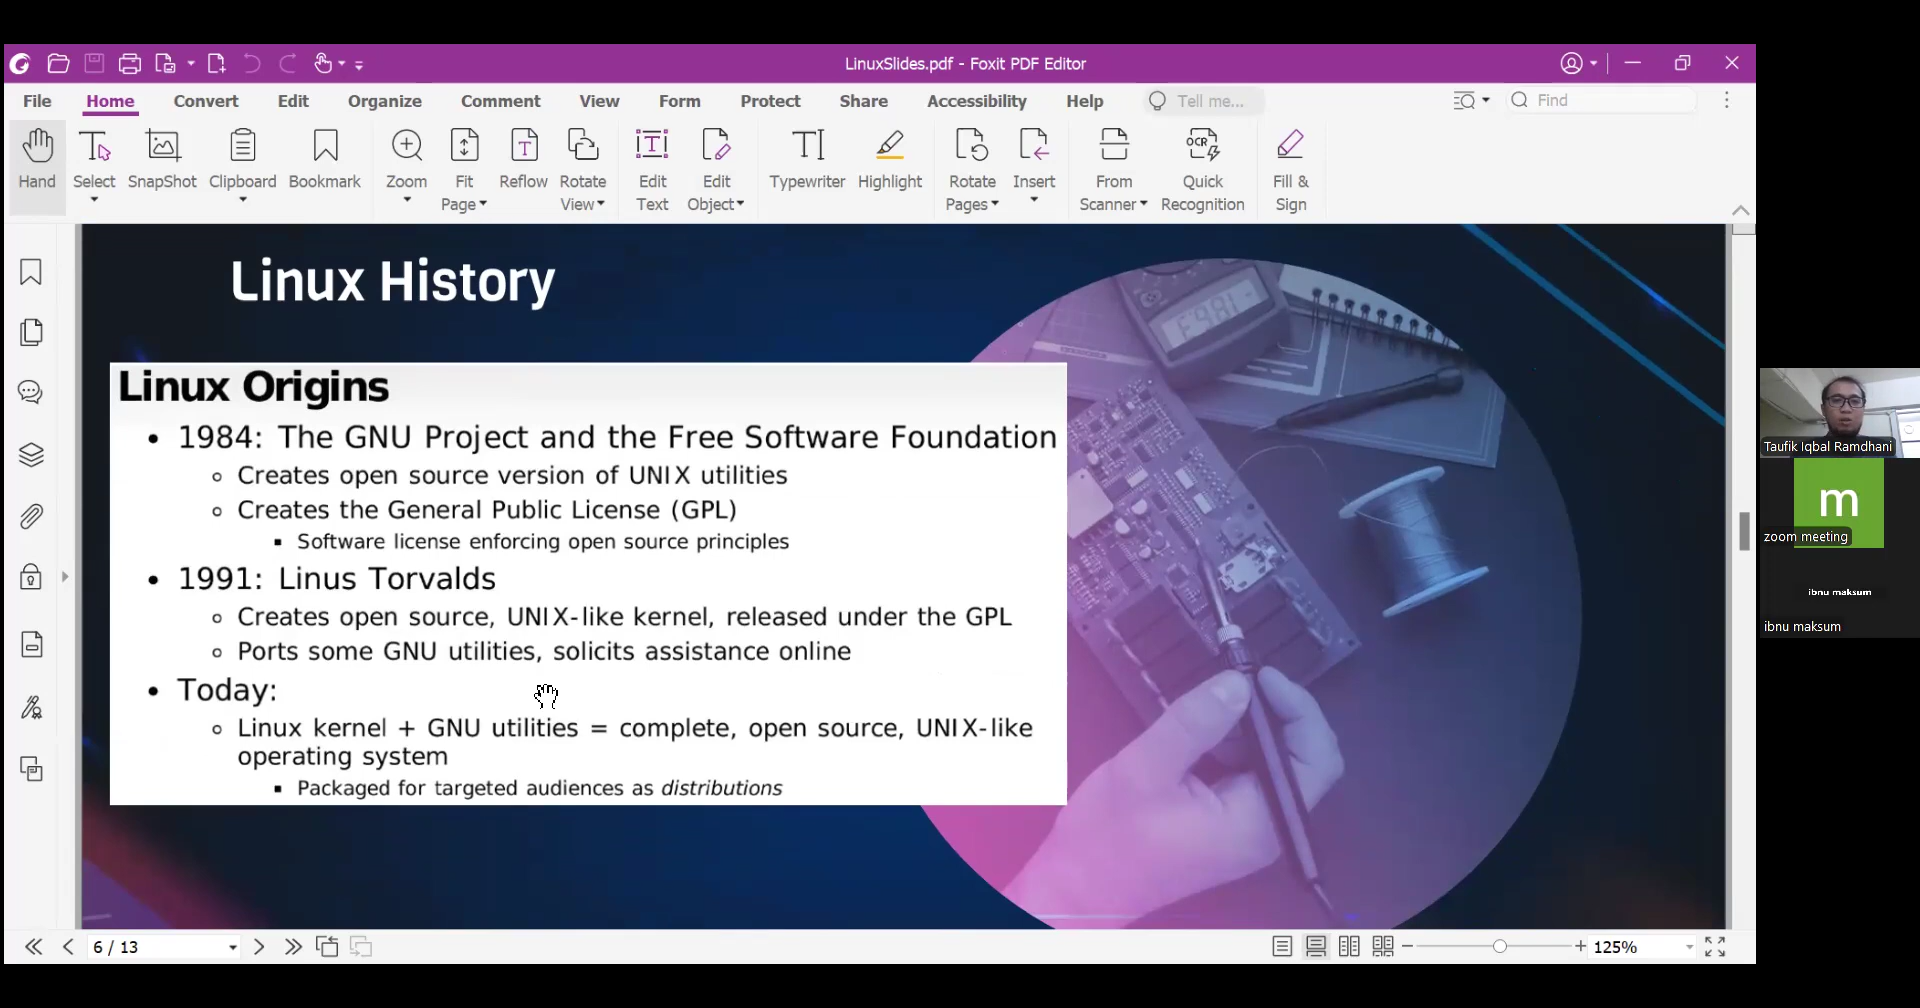 LinuxSlides.pdf - Foxit PDF Editor
File Home Convert Edit Organize Comment View Form Protect Share Accessibility Help Tell me... Find
Hand Select SnapShot Clipboard Bookmark Zoom Fit Page Reflow Rotate View Edit Text Edit Object Typewriter Highlight Rotate Pages Insert From Scanner Quick Recognition Fill & Sign
OCR
Linux History
Linux Origins
• 1984: The GNU Project and the Free Software Foundation
○ Creates open source version of UNIX utilities
○ Creates the General Public License (GPL)
▪ Software license enforcing open source principles
• 1991: Linus Torvalds
○ Creates open source, UNIX-like kernel, released under the GPL
○ Ports some GNU utilities, solicits assistance online
• Today:
○ Linux kernel + GNU utilities = complete, open source, UNIX-like
operating system
▪ Packaged for targeted audiences as distributions
Taufik Iqbal Ramdhani
m
zoom meeting
ibnu maksum
ibnu maksum
6 / 13
125%